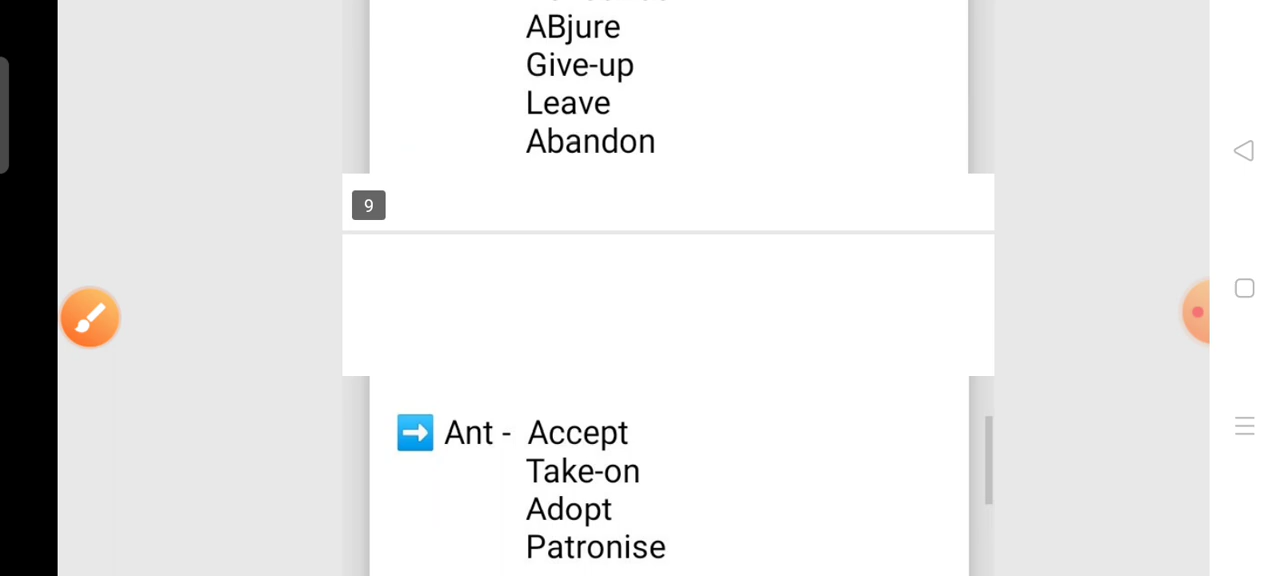 ABjure
Give-up
Leave
Abandon
9
➡️ Ant - Accept
Take-on
Adopt
Patronise